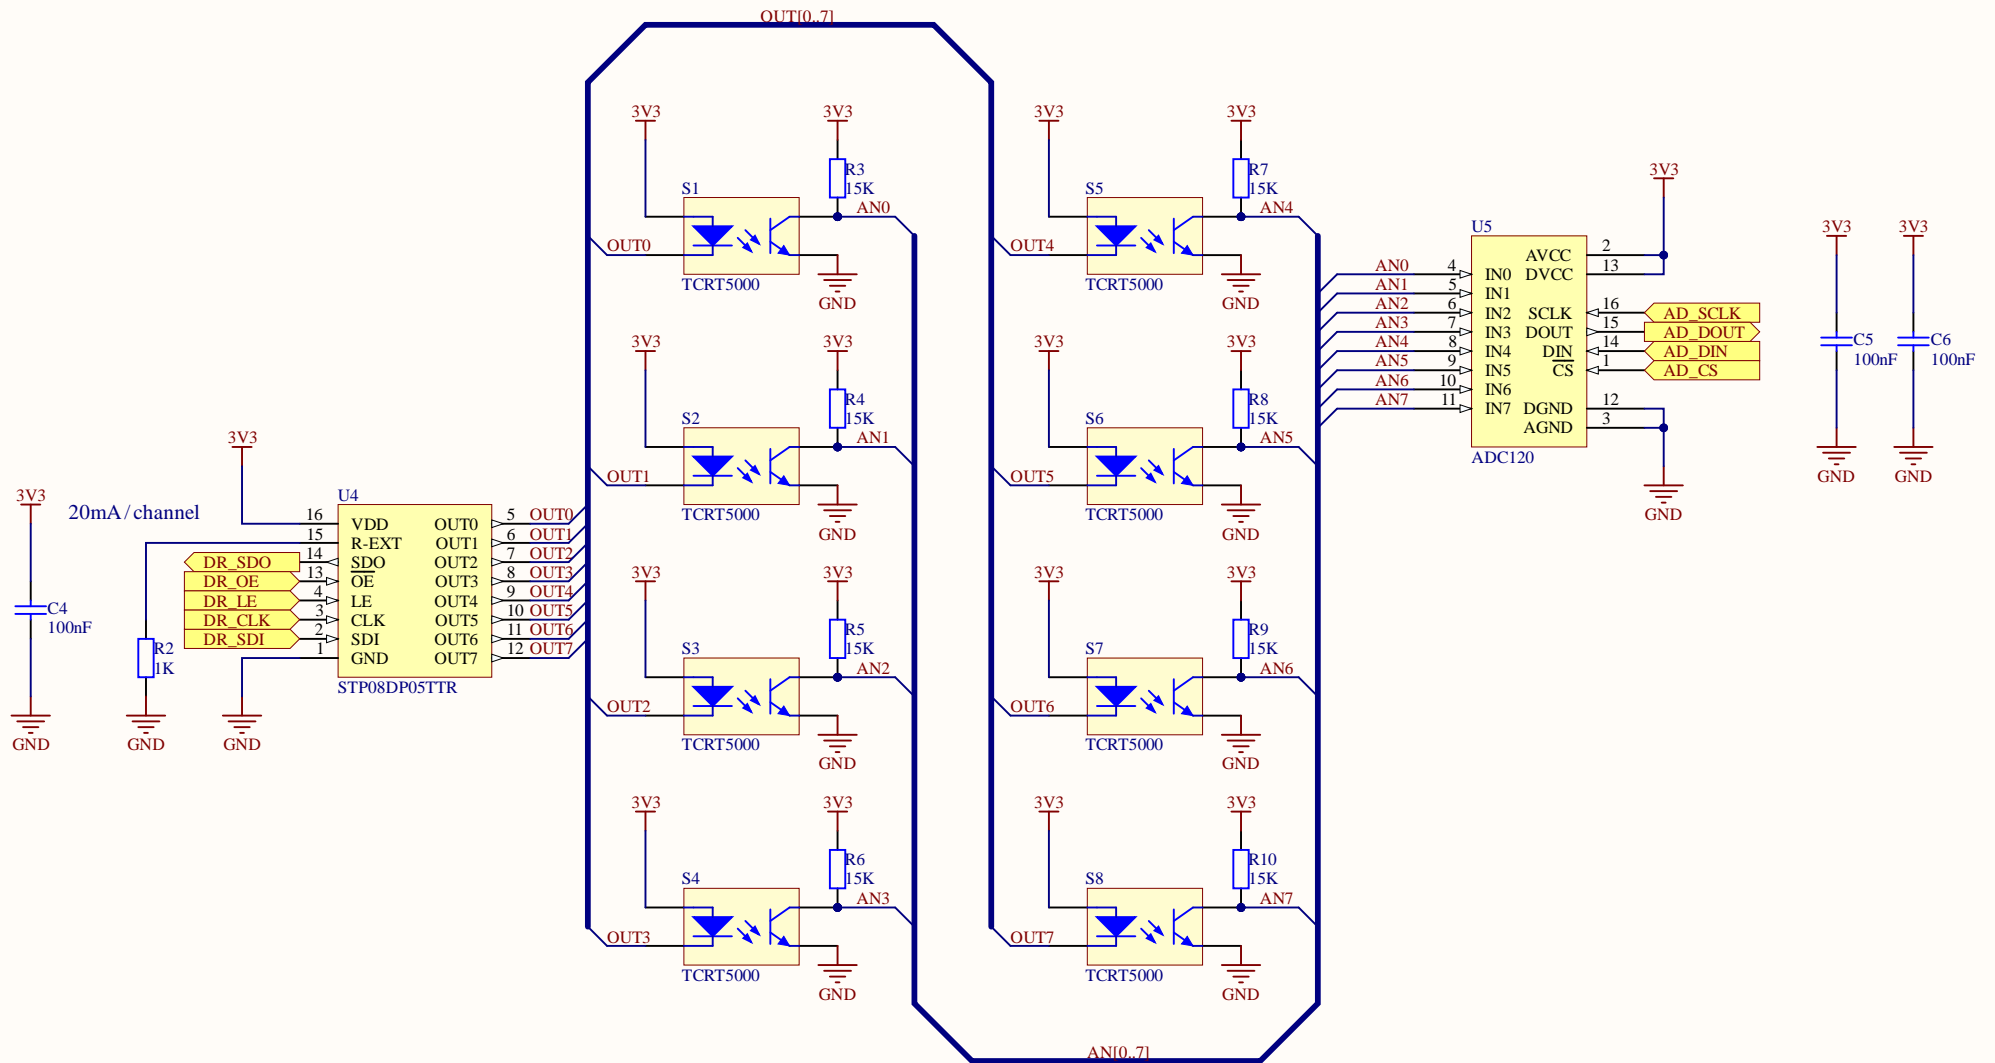 OUT[0..7]
3V3
3V3
R3
15K
S1
AN0
OUT0
TCRT5000
GND
3V3
3V3
R4
15K
S2
AN1
OUT1
TCRT5000
GND
3V3
3V3
R5
15K
S3
AN2
OUT2
TCRT5000
GND
3V3
3V3
R6
15K
S4
AN3
OUT3
TCRT5000
GND
3V3
3V3
R7
15K
S5
AN4
OUT4
TCRT5000
GND
3V3
3V3
R8
15K
S6
AN5
OUT5
TCRT5000
GND
3V3
3V3
R9
15K
S7
AN6
OUT6
TCRT5000
GND
3V3
3V3
R10
15K
S8
AN7
OUT7
TCRT5000
GND
AN[0..7]
3V3
C4
100nF
GND
20mA/channel
R2
1K
GND
3V3
GND
U4
16 VDD OUT0 5 OUT0
15 R-EXT OUT1 6 OUT1
DR_SDO 14 SDO OUT2 7 OUT2
DR_OE 13 OE OUT3 8 OUT3
DR_LE 4 LE OUT4 9 OUT4
DR_CLK 3 CLK OUT5 10 OUT5
DR_SDI 2 SDI OUT6 11 OUT6
1 GND OUT7 12 OUT7
STP08DP05TTR
3V3
U5
AVCC 2
AN0 4 IN0 DVCC 13
AN1 5 IN1
AN2 6 IN2 SCLK 16 AD_SCLK
AN3 7 IN3 DOUT 15 AD_DOUT
AN4 8 IN4 DIN 14 AD_DIN
AN5 9 IN5 CS 1 AD_CS
AN6 10 IN6
AN7 11 IN7 DGND 12
AGND 3
ADC120
GND
3V3
C5
100nF
GND
3V3
C6
100nF
GND